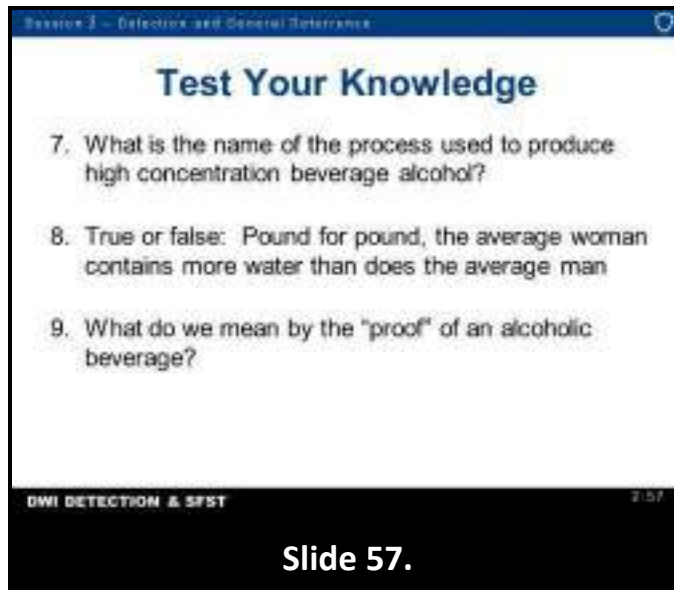 Session 2 – Detection and General Deterrence
Test Your Knowledge
7. What is the name of the process used to produce
high concentration beverage alcohol?
8. True or false: Pound for pound, the average woman
contains more water than does the average man
9. What do we mean by the "proof" of an alcoholic
beverage?
DWI DETECTION & SFST
2-57
Slide 57.